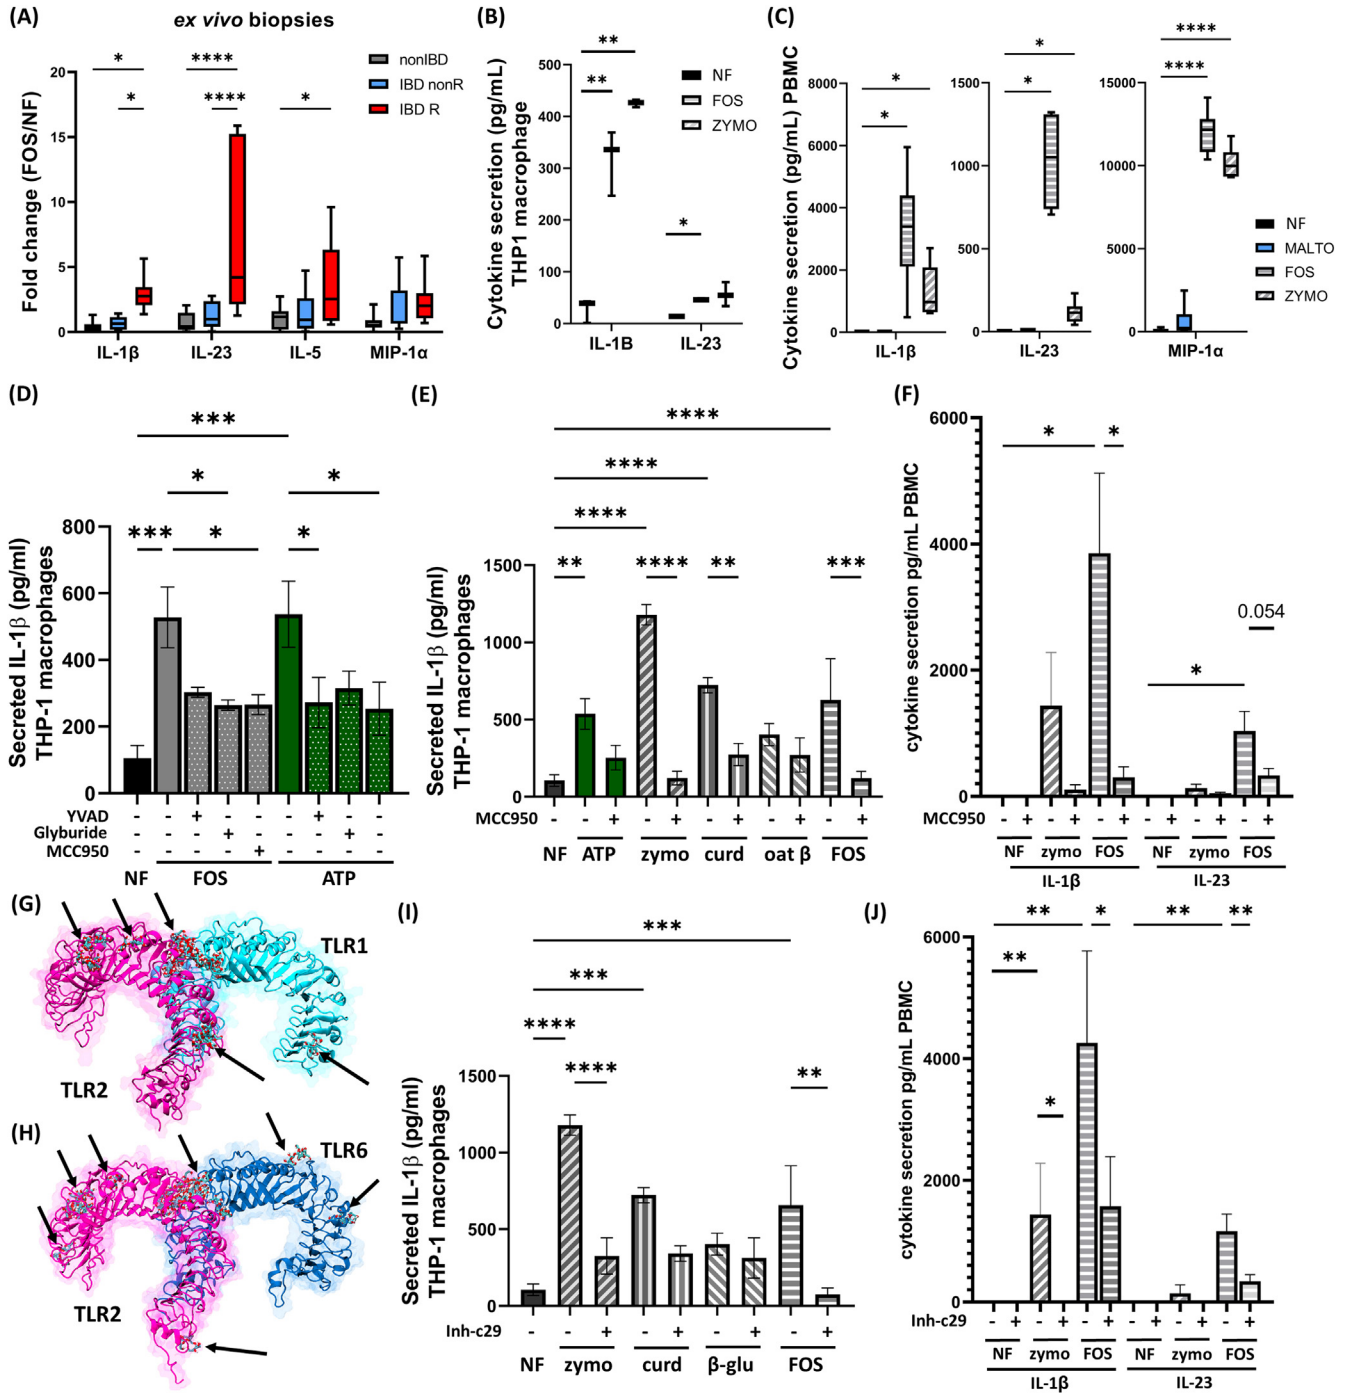 (A)
ex vivo biopsies
Fold change (FOS/NF)
20
15
10
5
0
* **** * **** *
nonIBD
IBD nonR
IBD R
IL-1β IL-23 IL-5 MIP-1α
(B)
Cytokine secretion (pg/mL)
THP1 macrophage
500
400
300
200
100
0
** ** *
NF
FOS
ZYMO
IL-1B IL-23
(C)
Cytokine secretion (pg/mL) PBMC
8000
6000
4000
2000
0
* *
IL-1β
1500
1000
500
0
* *
IL-23
15000
10000
5000
0
**** ****
MIP-1α
NF
MALTO
FOS
ZYMO
(D)
Secreted IL-1β (pg/ml)
THP-1 macrophages
800
600
400
200
0
*** * * *** * *
YVAD - - + - - - + - -
Glyburide - - - + - - - + -
MCC950 - - - - + - - - +
NF FOS ATP
(E)
Secreted IL-1β (pg/ml)
THP-1 macrophages
1500
1000
500
0
**** **** **** ** **** ** ***
MCC950 - - + - + - + - + - +
NF ATP zymo curd oat β FOS
(F)
cytokine secretion pg/mL PBMC
6000
4000
2000
0
* * * 0.054
MCC950 - + - + - + - + - + - +
NF zymo FOS NF zymo FOS
IL-1β IL-23
(G)
TLR1
TLR2
(H)
TLR6
TLR2
(I)
Secreted IL-1β (pg/ml)
THP-1 macrophages
1500
1000
500
0
*** *** **** **** **
Inh-c29 - - + - + - + - +
NF zymo curd β-glu FOS
(J)
cytokine secretion pg/mL PBMC
6000
4000
2000
0
** * ** ** ** *
Inh-c29 - + - + - + - + - + - +
NF zymo FOS NF zymo FOS
IL-1β IL-23